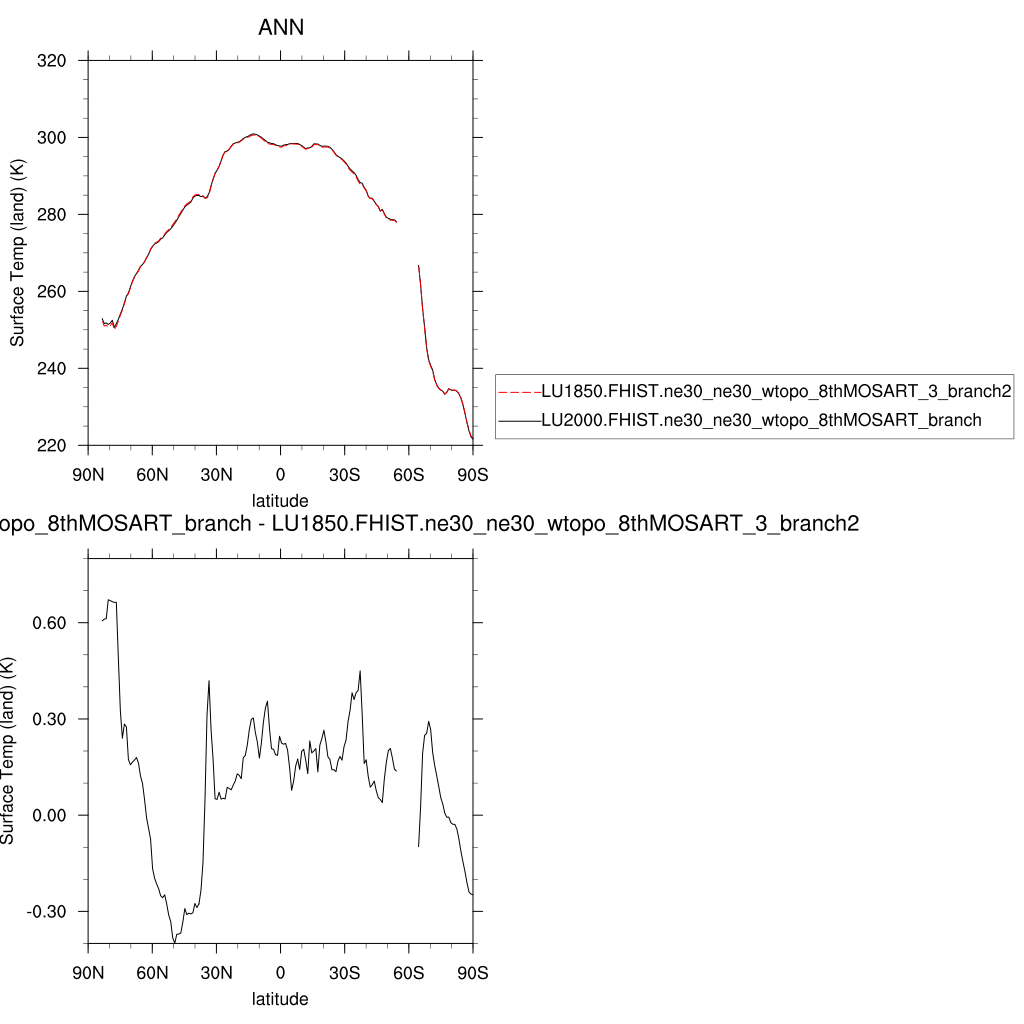 ANN
320
300
280
260
240
220
Surface Temp (land) (K)
90N 60N 30N 0 30S 60S 90S
latitude
LU1850.FHIST.ne30_ne30_wtopo_8thMOSART_3_branch2
LU2000.FHIST.ne30_ne30_wtopo_8thMOSART_branch
opo_8thMOSART_branch - LU1850.FHIST.ne30_ne30_wtopo_8thMOSART_3_branch2
0.60
0.30
0.00
-0.30
Surface Temp (land) (K)
90N 60N 30N 0 30S 60S 90S
latitude